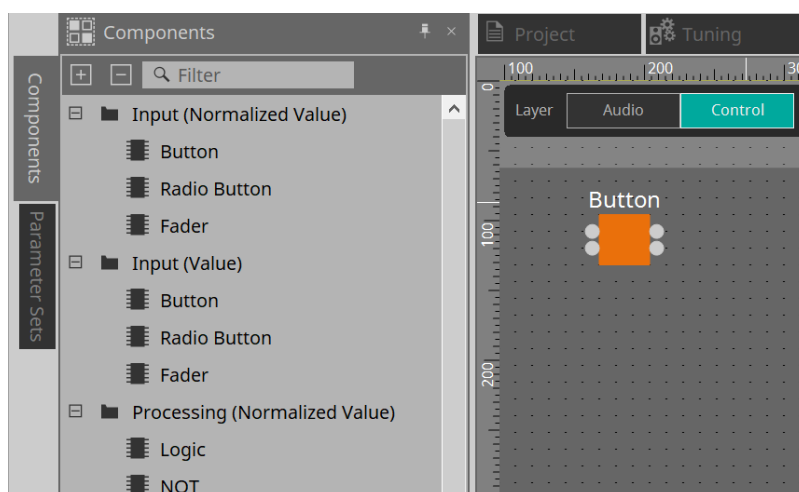 Components
Filter
Components
Parameter Sets
Input (Normalized Value)
Button
Radio Button
Fader
Input (Value)
Button
Radio Button
Fader
Processing (Normalized Value)
Logic
NOT
Project
Tuning
100
200
0
100
200
Layer
Audio
Control
Button